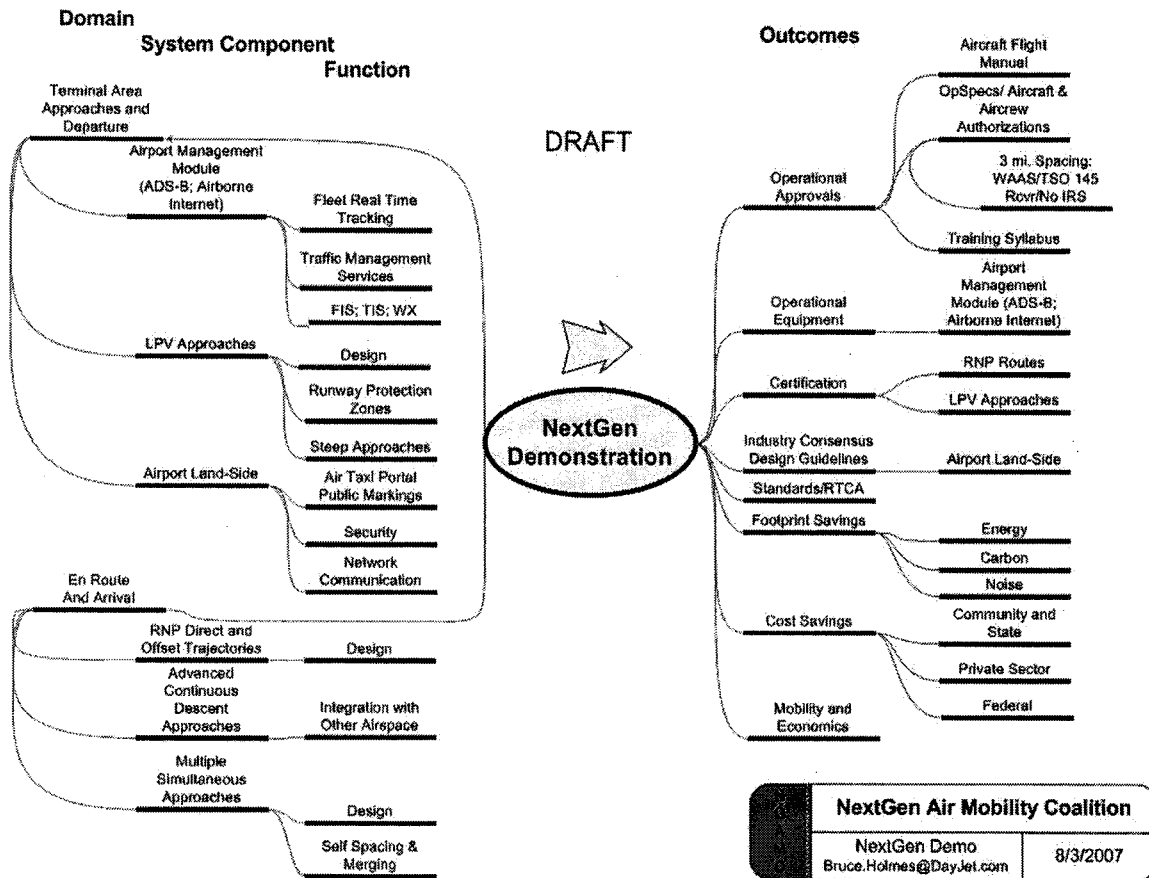 Domain
System Component
Function
Terminal Area
Approaches and
Departure
Airport Management
Module
(ADS-B; Airborne
Internet)
Fleet Real Time
Tracking
Traffic Management
Services
FIS; TIS; WX
LPV Approaches
Design
Runway Protection
Zones
Steep Approaches
Airport Land-Side
Air Taxi Portal
Public Markings
Security
Network
Communication
En Route
And Arrival
RNP Direct and
Offset Trajectories
Design
Advanced
Continuous
Descent
Approaches
Integration with
Other Airspace
Multiple
Simultaneous
Approaches
Design
Self Spacing &
Merging
DRAFT
NextGen
Demonstration
Outcomes
Operational
Approvals
Aircraft Flight
Manual
OpSpecs/ Aircraft &
Aircrew
Authorizations
3 mi. Spacing:
WAAS/TSO 145
Rcvr/No IRS
Training Syllabus
Operational
Equipment
Airport
Management
Module (ADS-B;
Airborne Internet)
Certification
RNP Routes
LPV Approaches
Industry Consensus
Design Guidelines
Airport Land-Side
Standards/RTCA
Footprint Savings
Energy
Carbon
Noise
Cost Savings
Community and
State
Private Sector
Federal
Mobility and
Economics
NextGen Air Mobility Coalition
NextGen Demo
Bruce.Holmes@DayJet.com
8/3/2007